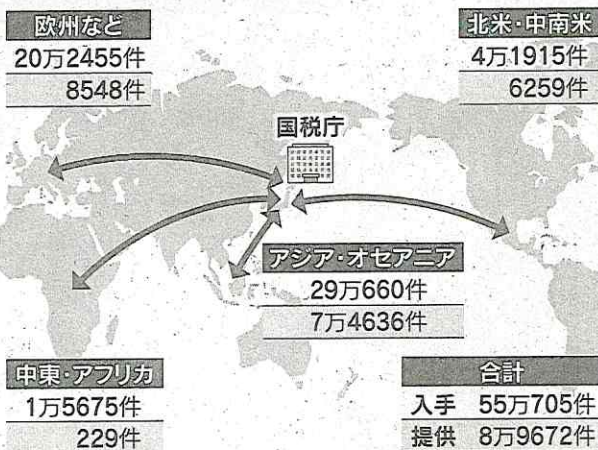 欧州など
20万2455件
8548件
北米・中南米
4万1915件
6259件
国税庁
アジア・オセアニア
29万660件
7万4636件
中東・アフリカ
1万5675件
229件
合計
入手 55万705件
提供 8万9672件